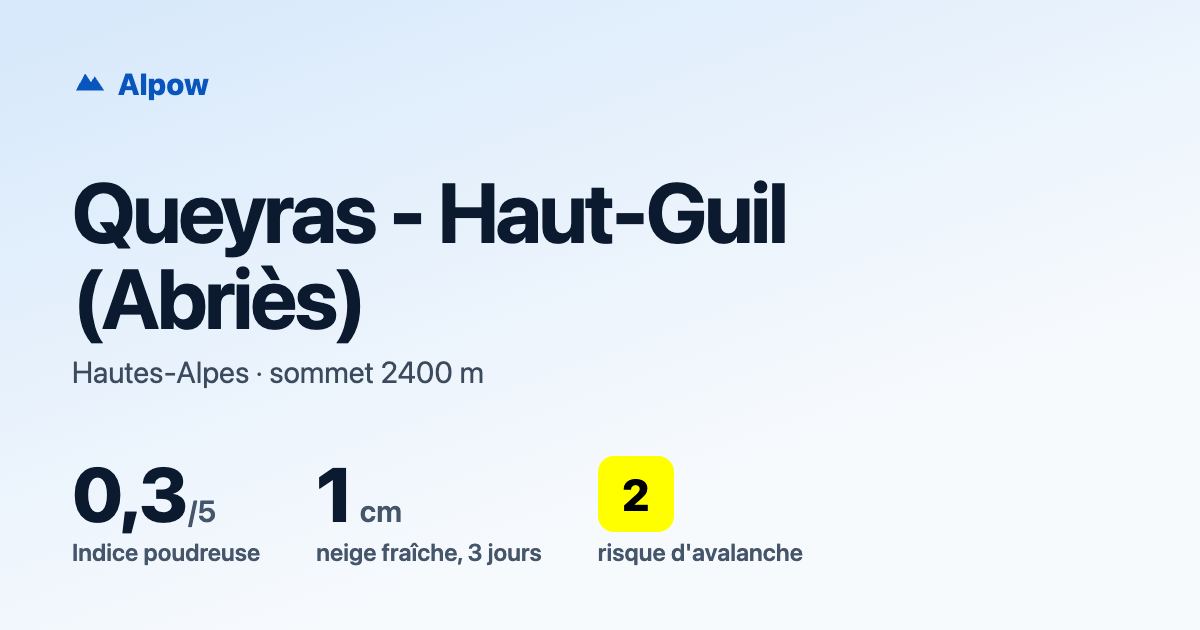 Alpow
Queyras - Haut-Guil
(Abriès)
Hautes-Alpes · sommet 2400 m
0,3/5
1 cm
2
Indice poudreuse
neige fraîche, 3 jours
risque d'avalanche